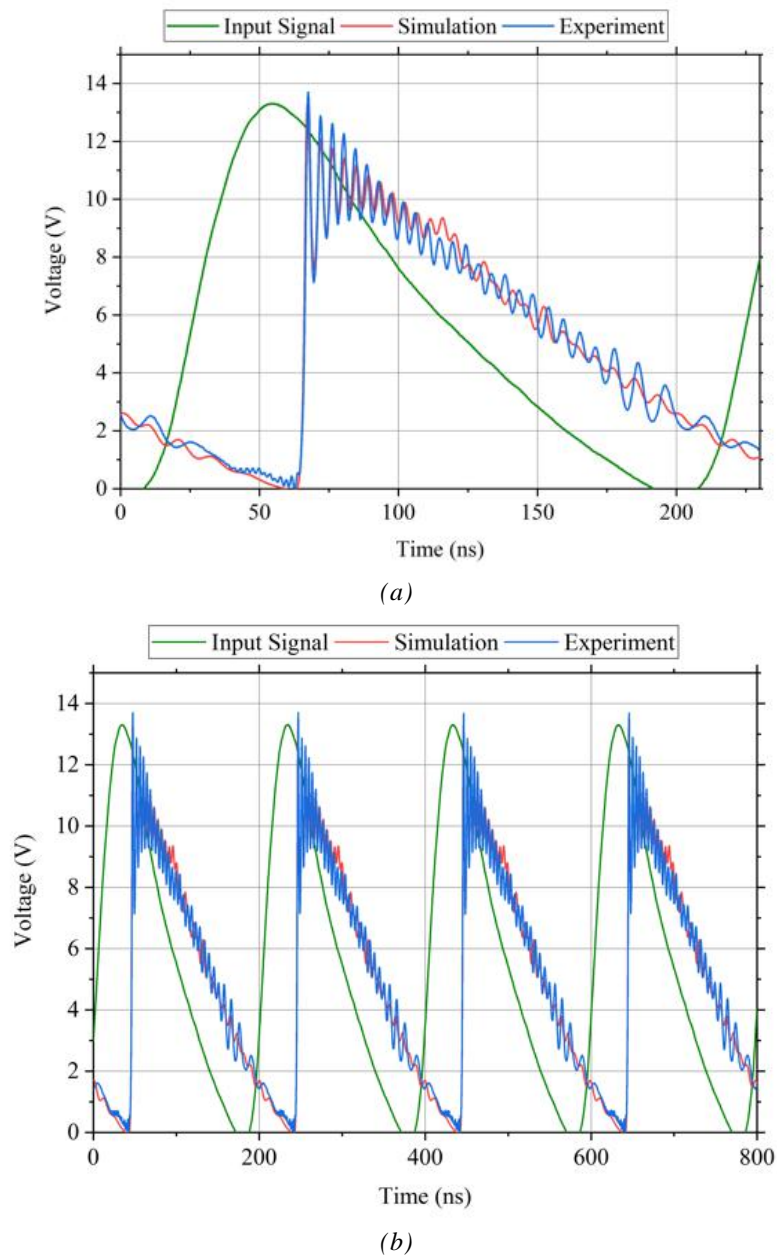 Input Signal Simulation Experiment
14
12
10
8
6
4
2
0
Voltage (V)
0 50 100 150 200
Time (ns)
(a)
Input Signal Simulation Experiment
14
12
10
8
6
4
2
0
Voltage (V)
0 200 400 600 800
Time (ns)
(b)